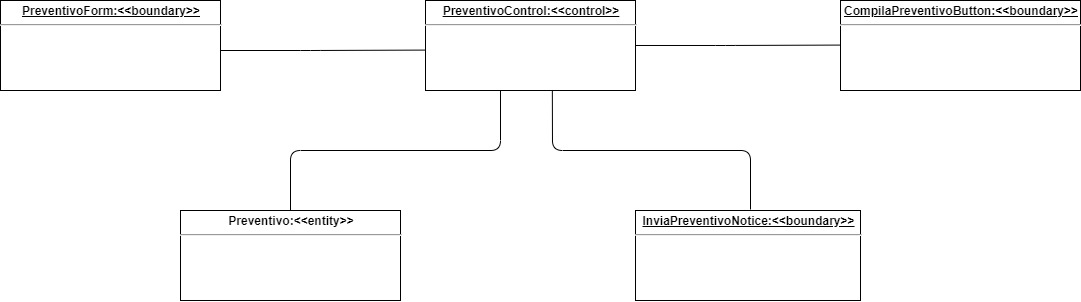 PreventivoForm:<<boundary>>
PreventivoControl:<<control>>
CompilaPreventivoButton:<<boundary>>
Preventivo:<<entity>>
InviaPreventivoNotice:<<boundary>>